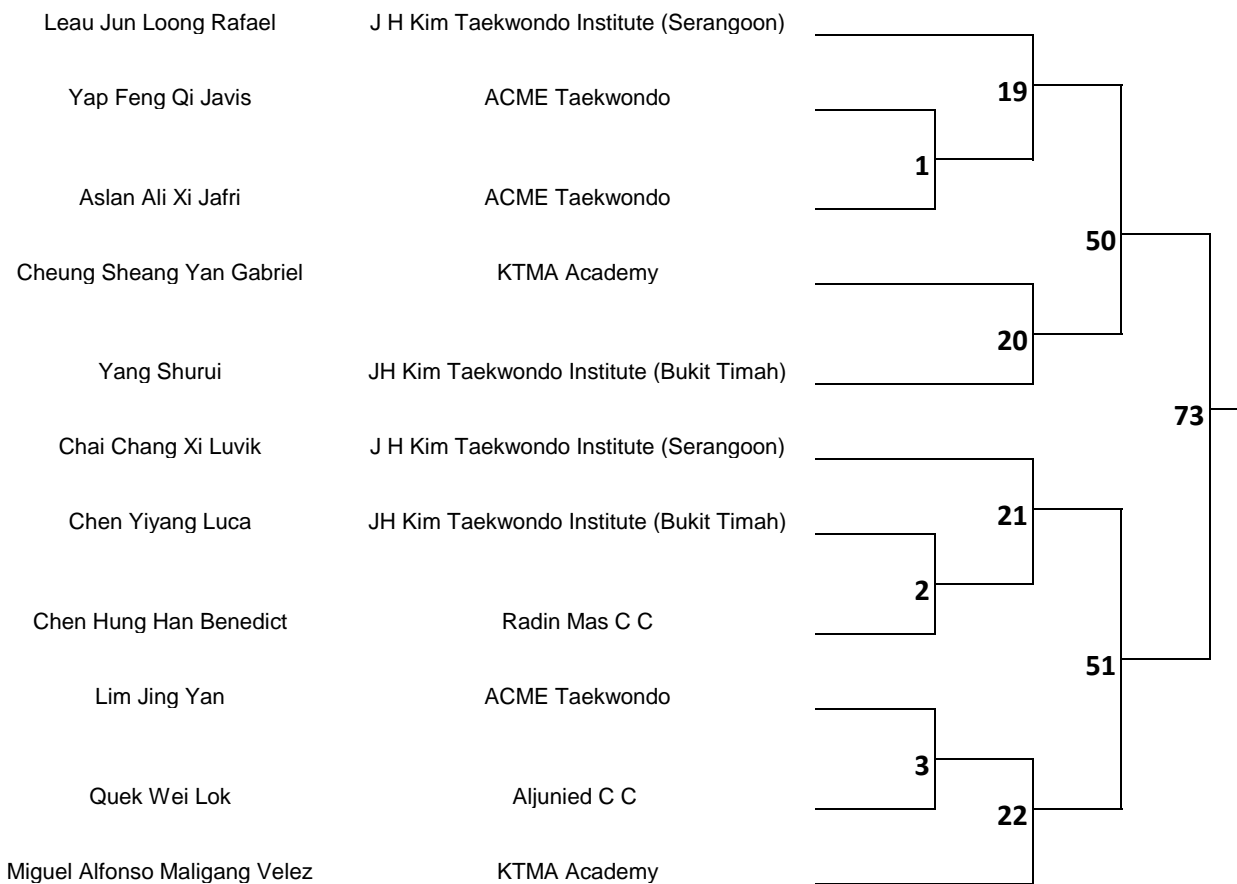 Leau Jun Loong Rafael J H Kim Taekwondo Institute (Serangoon)
Yap Feng Qi Javis ACME Taekwondo
19
1
Aslan Ali Xi Jafri ACME Taekwondo
50
Cheung Sheang Yan Gabriel KTMA Academy
20
Yang Shurui JH Kim Taekwondo Institute (Bukit Timah)
73
Chai Chang Xi Luvik J H Kim Taekwondo Institute (Serangoon)
Chen Yiyang Luca JH Kim Taekwondo Institute (Bukit Timah)
21
2
Chen Hung Han Benedict Radin Mas C C
51
Lim Jing Yan ACME Taekwondo
3
Quek Wei Lok Aljunied C C
22
Miguel Alfonso Maligang Velez KTMA Academy